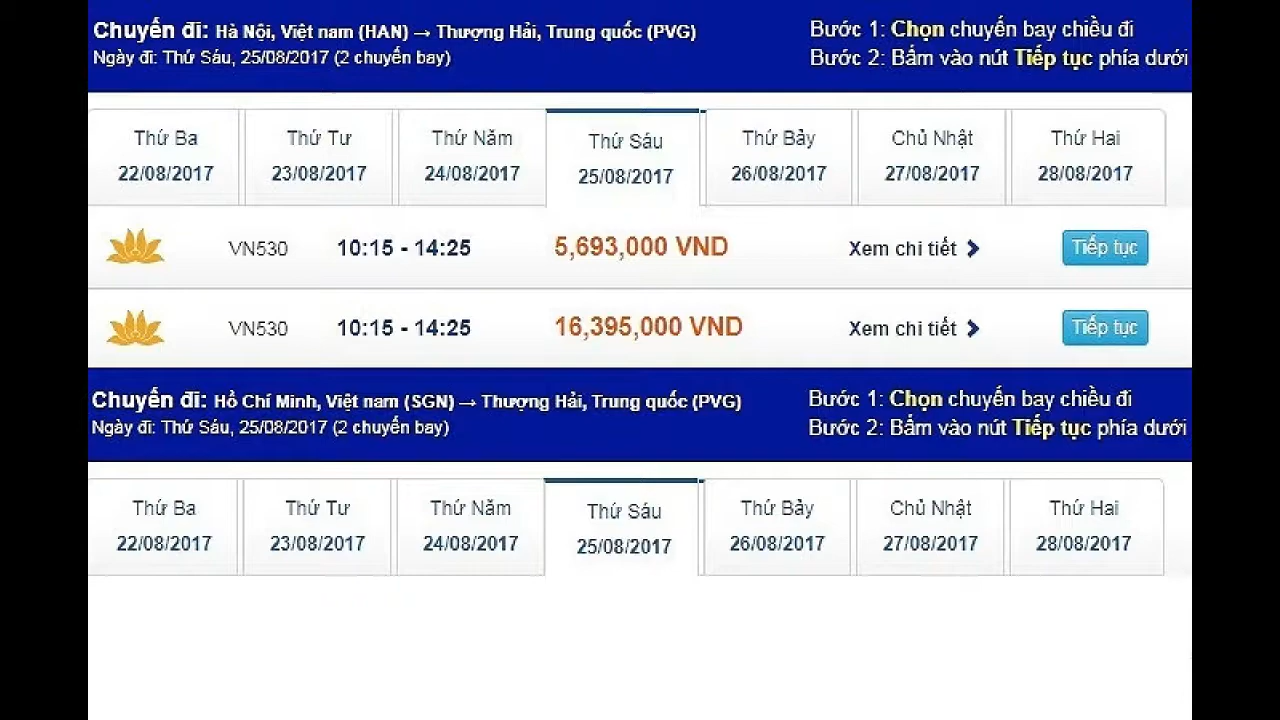 Chuyến đi: Hà Nội, Việt nam (HAN) → Thượng Hải, Trung quốc (PVG)
Ngày đi: Thứ Sáu, 25/08/2017 (2 chuyến bay)
Bước 1: Chọn chuyến bay chiều đi
Bước 2: Bấm vào nút Tiếp tục phía dưới
Thứ Ba Thứ Tư Thứ Năm Thứ Sáu Thứ Bảy Chủ Nhật Thứ Hai
22/08/2017 23/08/2017 24/08/2017 25/08/2017 26/08/2017 27/08/2017 28/08/2017
VN530 10:15 - 14:25 5,693,000 VND Xem chi tiết Tiếp tục
VN530 10:15 - 14:25 16,395,000 VND Xem chi tiết Tiếp tục
Chuyến đi: Hồ Chí Minh, Việt nam (SGN) → Thượng Hải, Trung quốc (PVG)
Ngày đi: Thứ Sáu, 25/08/2017 (2 chuyến bay)
Bước 1: Chọn chuyến bay chiều đi
Bước 2: Bấm vào nút Tiếp tục phía dưới
Thứ Ba Thứ Tư Thứ Năm Thứ Sáu Thứ Bảy Chủ Nhật Thứ Hai
22/08/2017 23/08/2017 24/08/2017 25/08/2017 26/08/2017 27/08/2017 28/08/2017